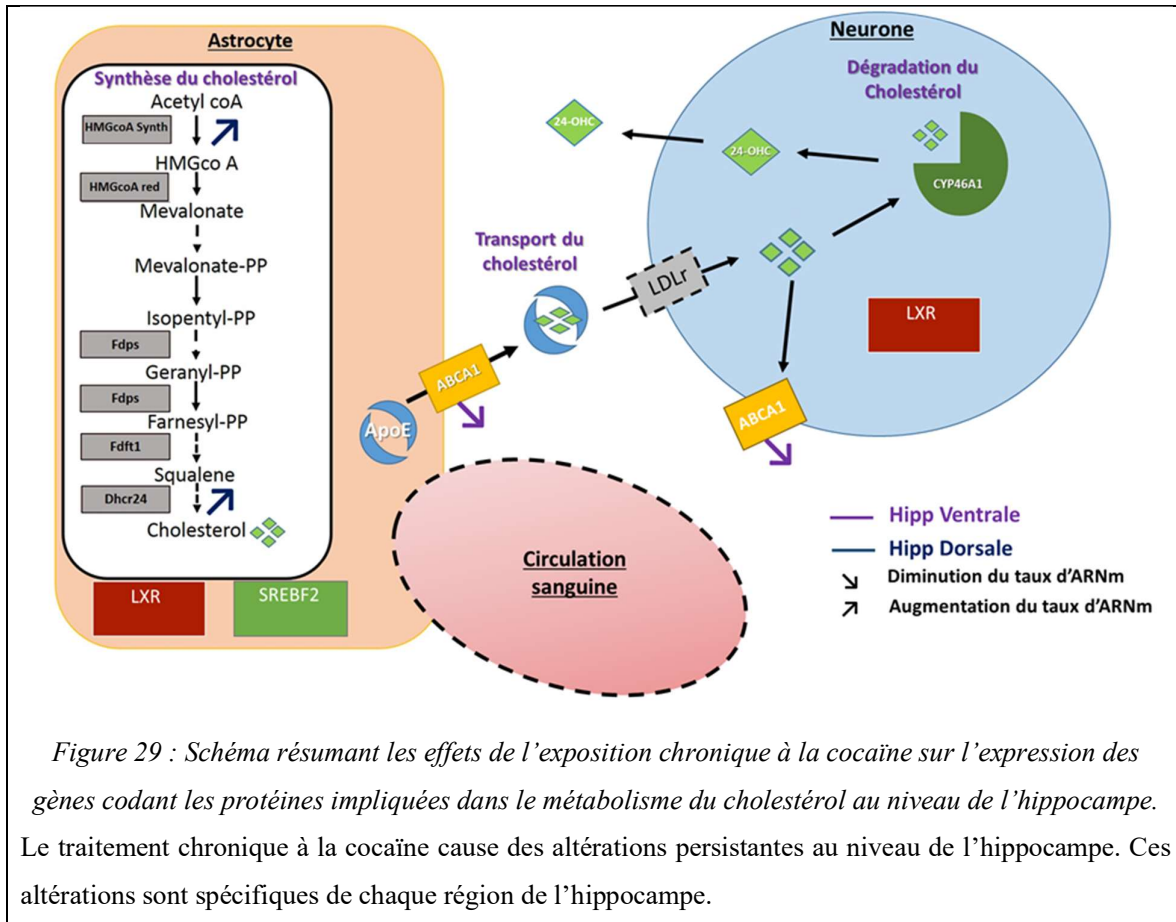 Astrocyte
Synthèse du cholestérol
Acetyl coA
HMGcoA Synth
HMGco A
HMGcoA red
Mevalonate
Mevalonate-PP
Isopentyl-PP
Fdps
Geranyl-PP
Fdps
Farnesyl-PP
Fdft1
Squalene
Dhcr24
Cholesterol
LXR
SREBF2
ApoE
ABCA1
Transport du
cholestérol
LDLr
Neurone
Dégradation du
Cholestérol
24-OHC
24-OHC
CYP46A1
LXR
ABCA1
Circulation
sanguine
Hipp Ventrale
Hipp Dorsale
Diminution du taux d'ARNm
Augmentation du taux d'ARNm
Figure 29 : Schéma résumant les effets de l'exposition chronique à la cocaïne sur l'expression des
gènes codant les protéines impliquées dans le métabolisme du cholestérol au niveau de l'hippocampe.
Le traitement chronique à la cocaïne cause des altérations persistantes au niveau de l'hippocampe. Ces
altérations sont spécifiques de chaque région de l'hippocampe.